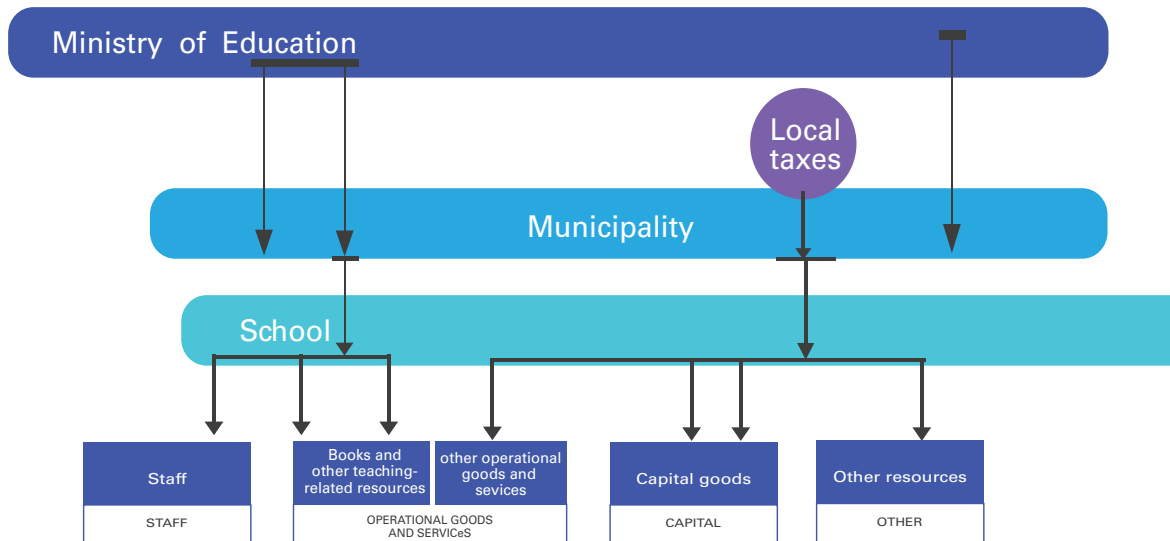 Ministry of Education
Local
taxes
Municipality
School
Staff
Books and
other teaching-
related resources
other operational
goods and
sevices
Capital goods
Other resources
STAFF
OPERATIONAL GOODS
AND SERVICeS
CAPITAL
OTHER